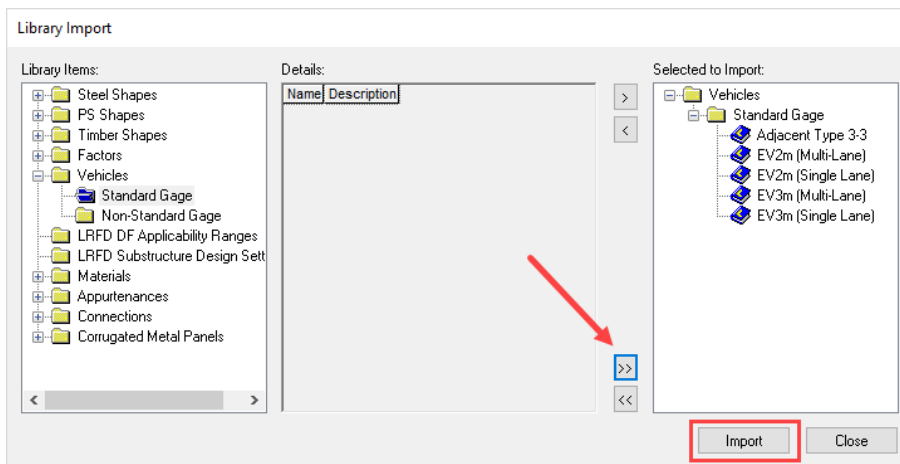 Library Import
Library Items:
Steel Shapes
PS Shapes
Timber Shapes
Factors
Vehicles
Standard Gage
Non-Standard Gage
LRFD DF Applicability Ranges
LRFD Substructure Design Sett
Materials
Appurtenances
Connections
Corrugated Metal Panels
< >
Details:
Name Description
>
<
>>
<<
Selected to Import:
Vehicles
Standard Gage
Adjacent Type 3-3
EV2m (Multi-Lane)
EV2m (Single Lane)
EV3m (Multi-Lane)
EV3m (Single Lane)
Import Close